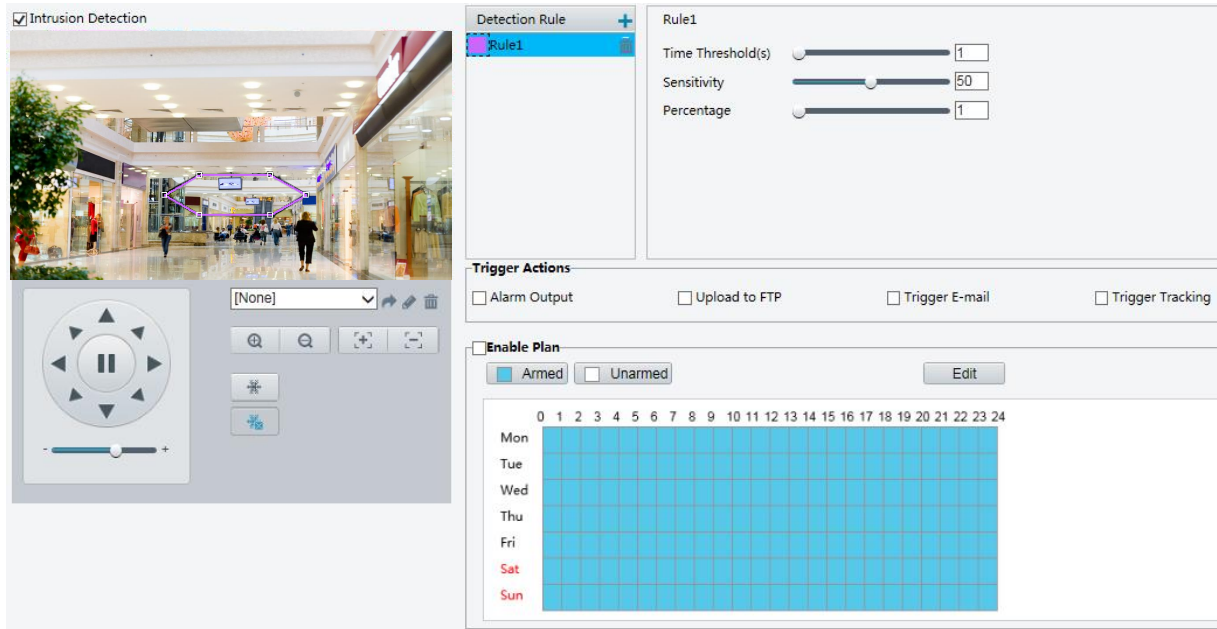 Intrusion Detection
Detection Rule +
Rule1
Rule1
Time Threshold(s) 1
Sensitivity 50
Percentage 1
[None]
- +
Trigger Actions
Alarm Output Upload to FTP Trigger E-mail Trigger Tracking
Enable Plan
Armed Unarmed Edit
0 1 2 3 4 5 6 7 8 9 10 11 12 13 14 15 16 17 18 19 20 21 22 23 24
Mon
Tue
Wed
Thu
Fri
Sat
Sun